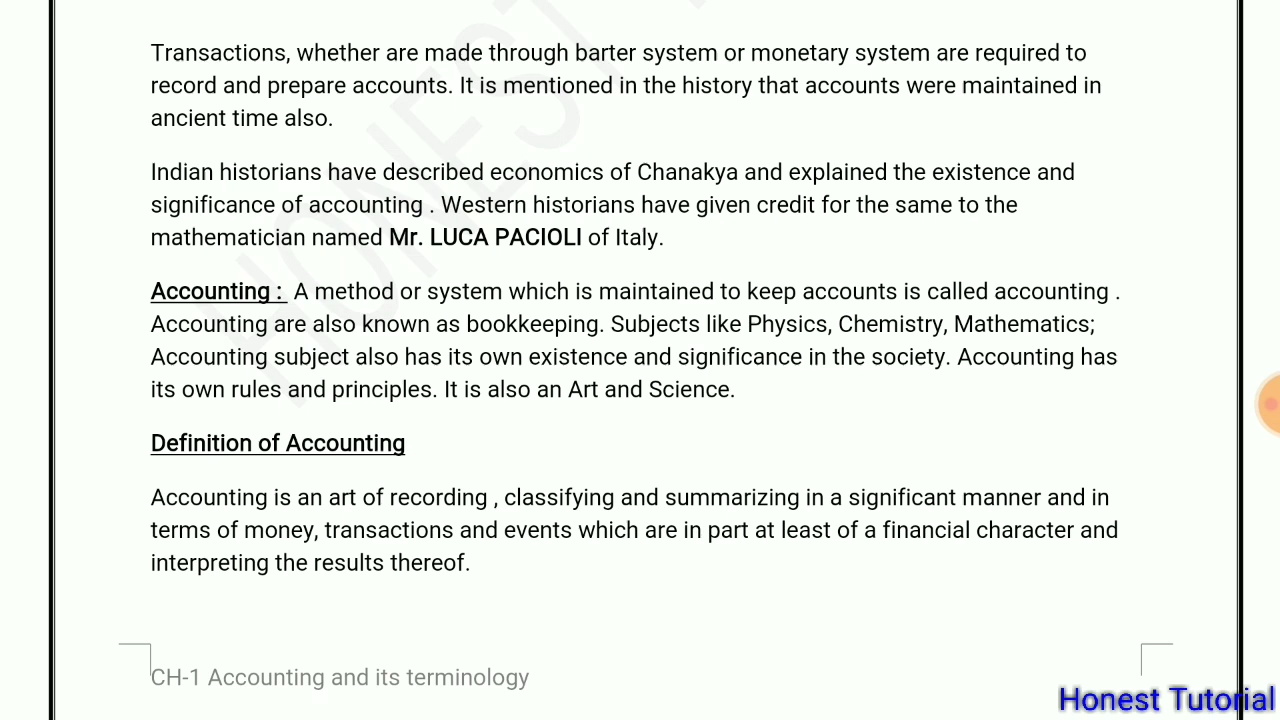 Transactions, whether are made through barter system or monetary system are required to
record and prepare accounts. It is mentioned in the history that accounts were maintained in
ancient time also.
Indian historians have described economics of Chanakya and explained the existence and
significance of accounting . Western historians have given credit for the same to the
mathematician named Mr. LUCA PACIOLI of Italy.
Accounting : A method or system which is maintained to keep accounts is called accounting .
Accounting are also known as bookkeeping. Subjects like Physics, Chemistry, Mathematics;
Accounting subject also has its own existence and significance in the society. Accounting has
its own rules and principles. It is also an Art and Science.
Definition of Accounting
Accounting is an art of recording , classifying and summarizing in a significant manner and in
terms of money, transactions and events which are in part at least of a financial character and
interpreting the results thereof.
CH-1 Accounting and its terminology
Honest Tutorial
HONEST